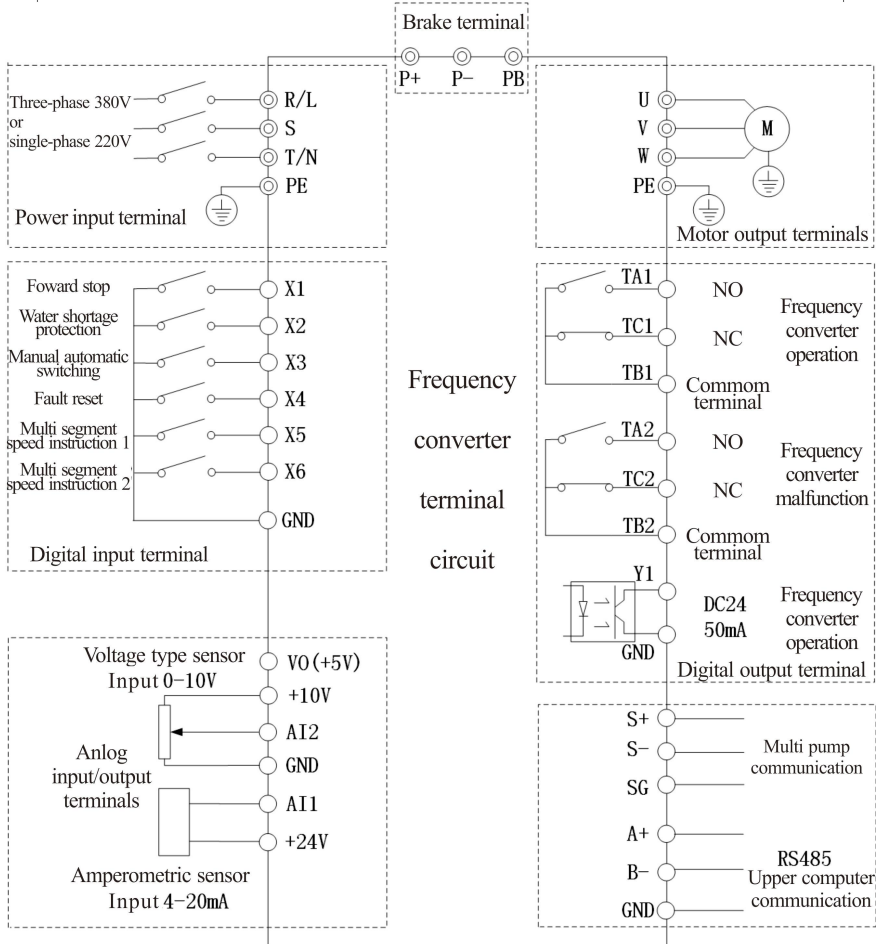 Brake terminal
P+ P- PB
Three-phase 380V
or
single-phase 220V
R/L
S
T/N
PE
Power input terminal
U
V
W
PE
M
Motor output terminals
Foward stop
X1
Water shortage
protection
X2
Manual automatic
switching
X3
Fault reset
X4
Multi segment
speed instruction 1
X5
Multi segment
speed instruction 2
X6
GND
Digital input terminal
Frequency
converter
terminal
circuit
TA1
NO
TC1
NC
TB1
Commom
terminal
Frequency
converter
operation
TA2
NO
TC2
NC
TB2
Commom
terminal
Frequency
converter
malfunction
Y1
DC24
50mA
GND
Frequency
converter
operation
Digital output terminal
Voltage type sensor
Input 0-10V
VO(+5V)
+10V
AI2
GND
Anlog
input/output
terminals
AI1
+24V
Amperometric sensor
Input 4-20mA
S+
S-
SG
Multi pump
communication
A+
B-
GND
RS485
Upper computer
communication